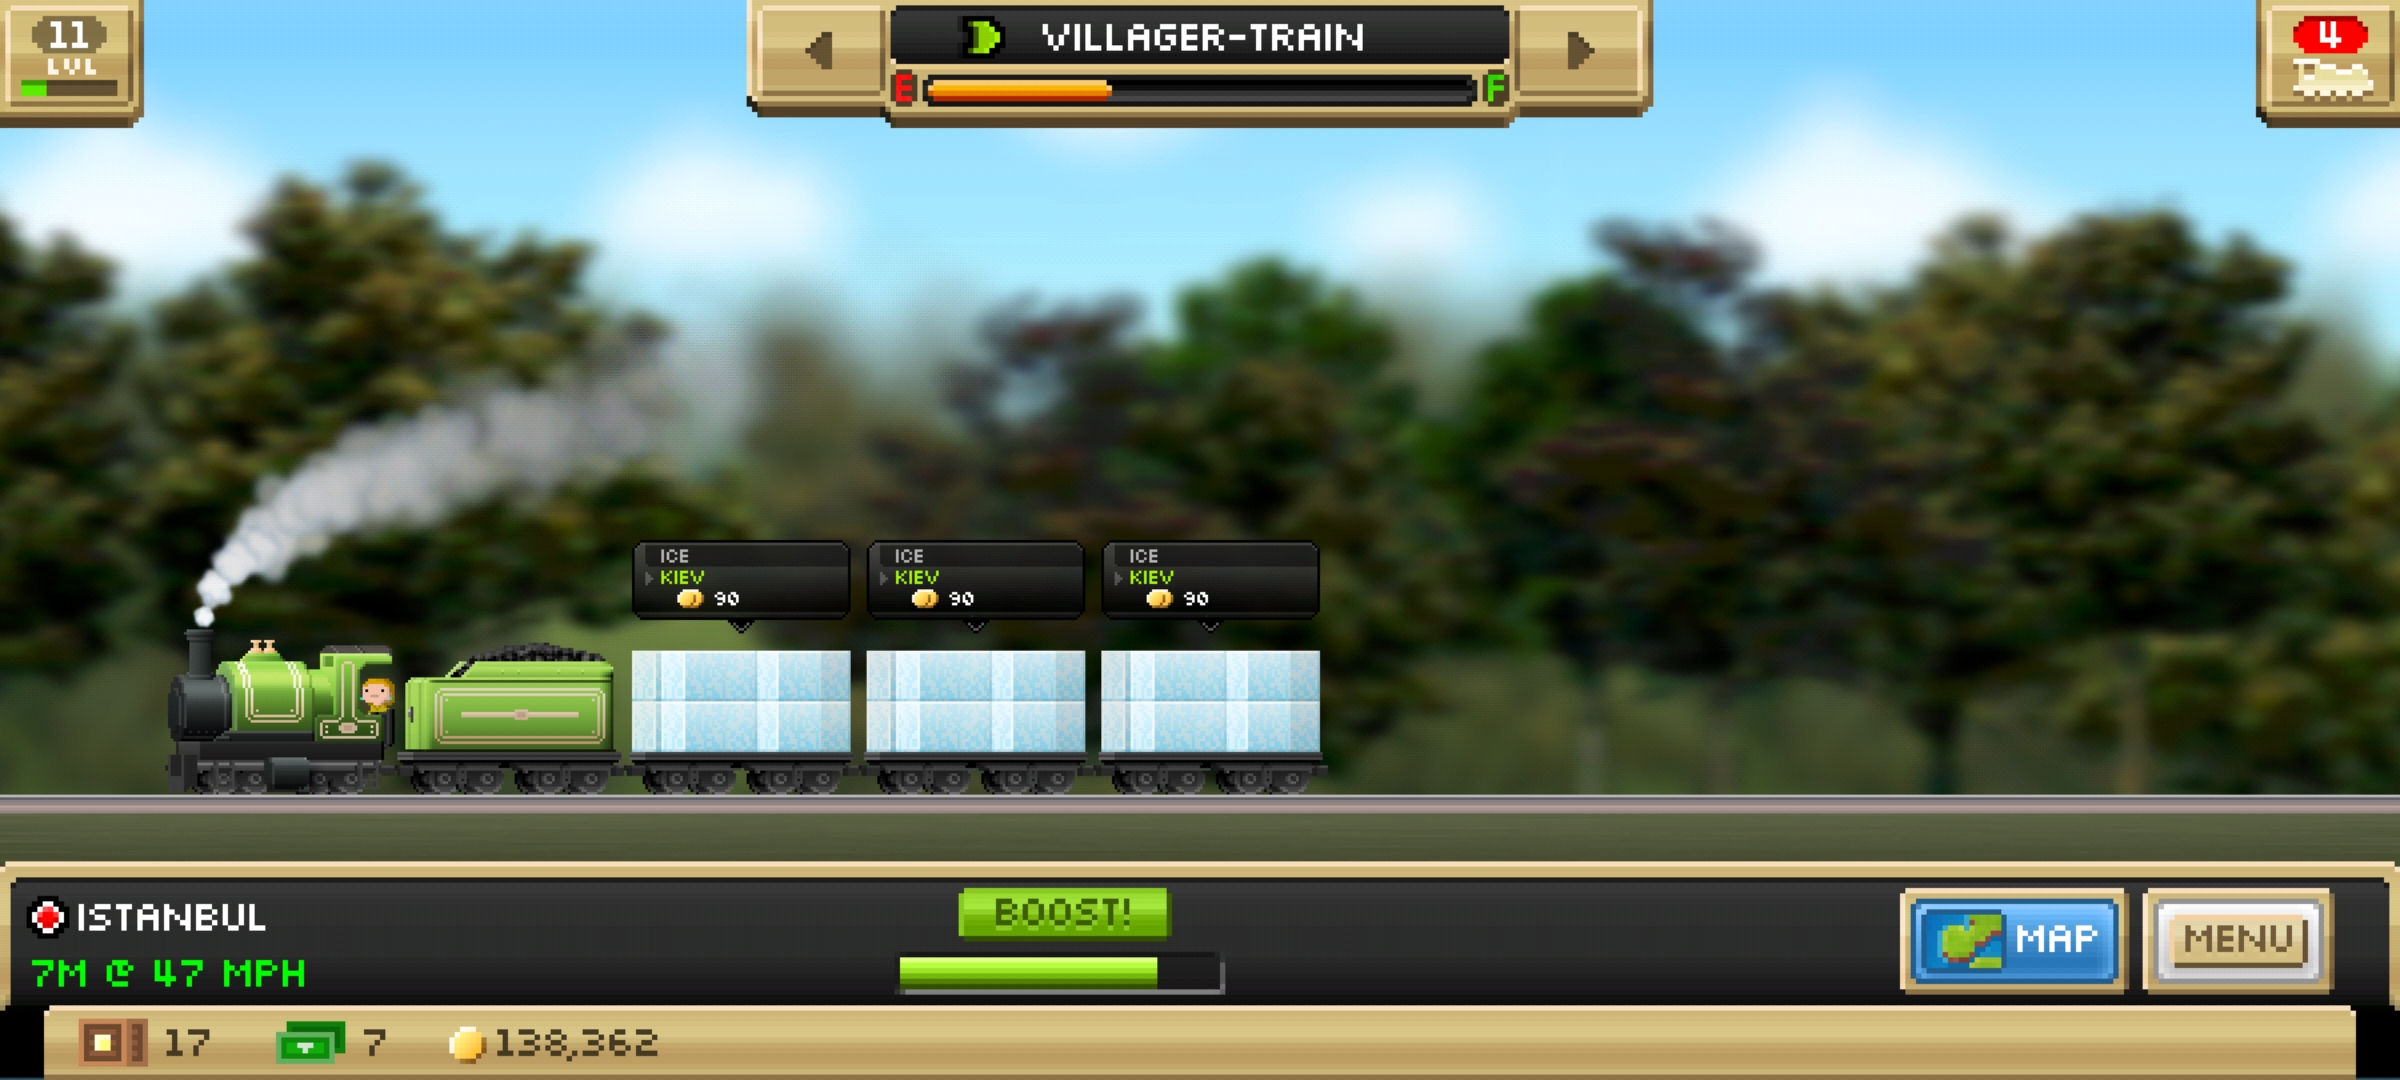 11
LVL
VILLAGER-TRAIN
E F
4
ICE
KIEV
90
ICE
KIEV
90
ICE
KIEV
90
ISTANBUL
7M @ 47 MPH
BOOST!
MAP
MENU
17 7 138,362